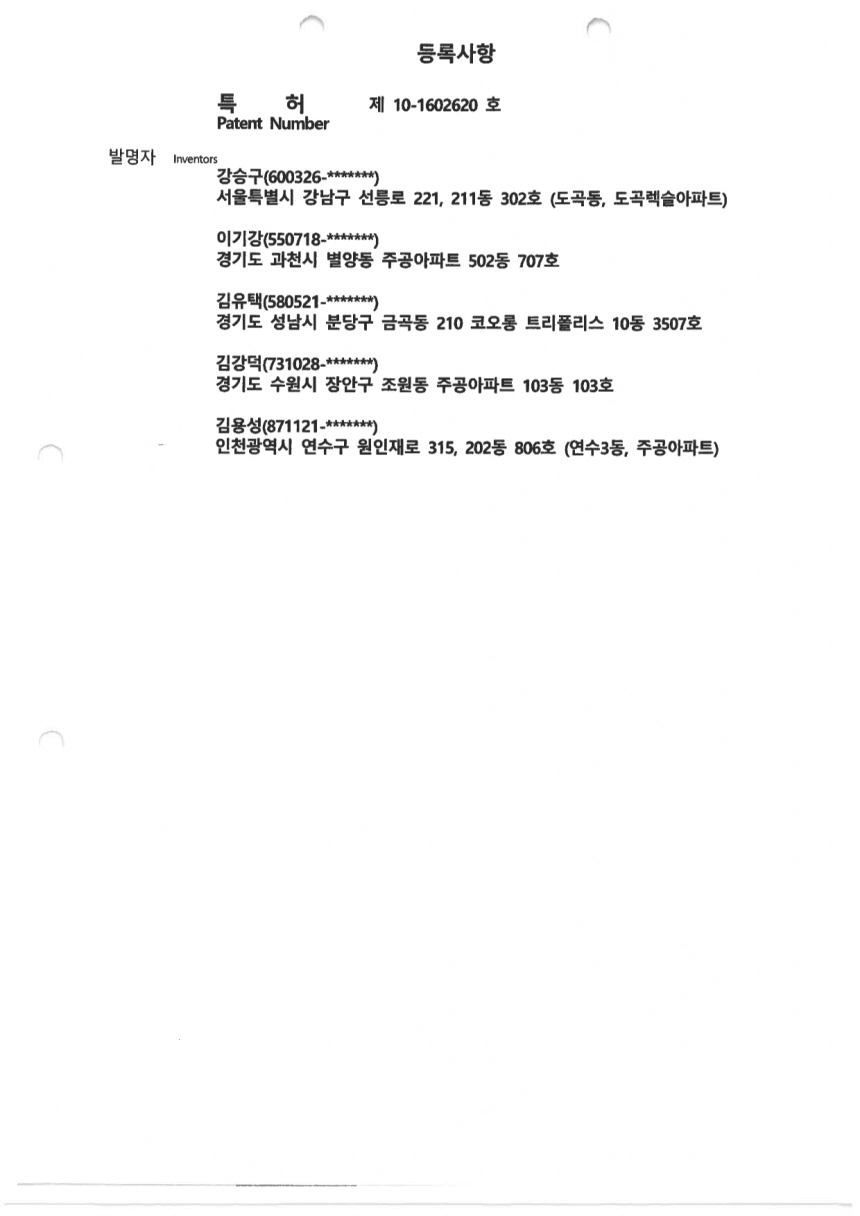 등록사항
특 허 제 10-1602620 호
Patent Number
발명자 Inventors
강승구(600326-*******)
서울특별시 강남구 선릉로 221, 211동 302호 (도곡동, 도곡렉슬아파트)
이기강(550718-*******)
경기도 과천시 별양동 주공아파트 502동 707호
김유택(580521-*******)
경기도 성남시 분당구 금곡동 210 코오롱 트리폴리스 10동 3507호
김강덕(731028-*******)
경기도 수원시 장안구 조원동 주공아파트 103동 103호
김용성(871121-*******)
인천광역시 연수구 원인재로 315, 202동 806호 (연수3동, 주공아파트)